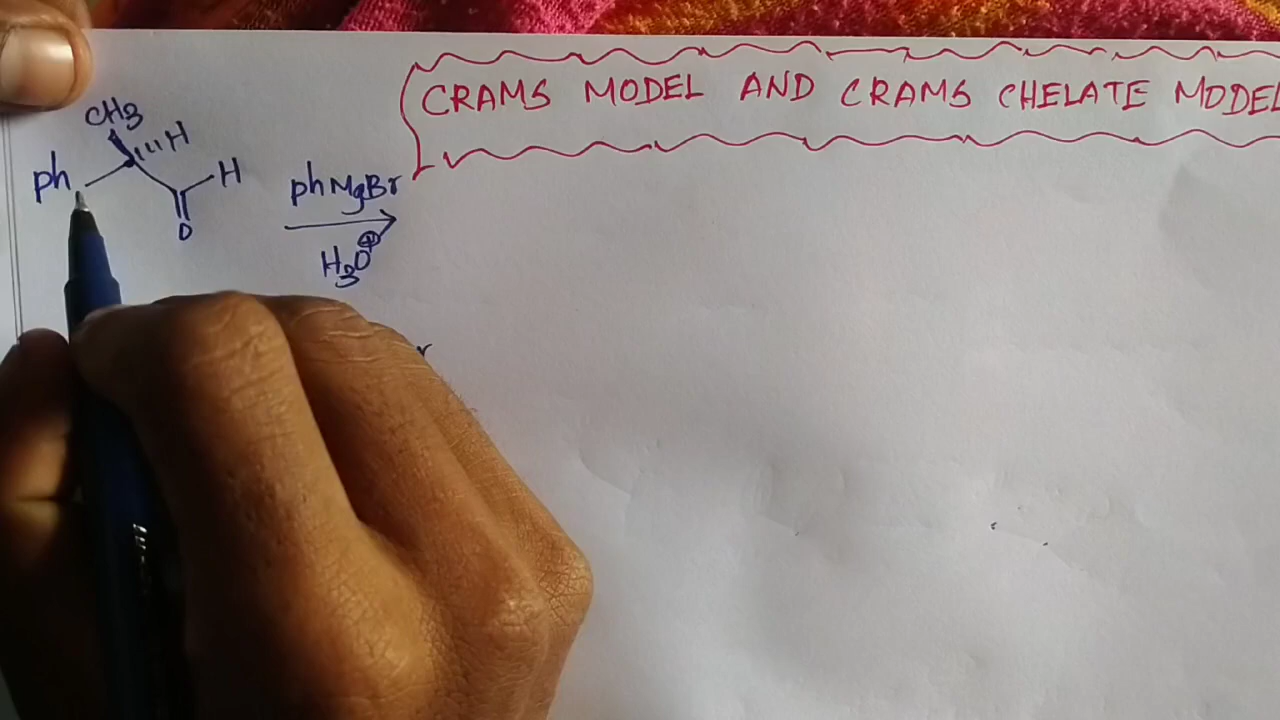 CRAMS MODEL AND CRAMS CHELATE MODEL
CH3
H
ph
H
O
phMgBr
H3O⊕